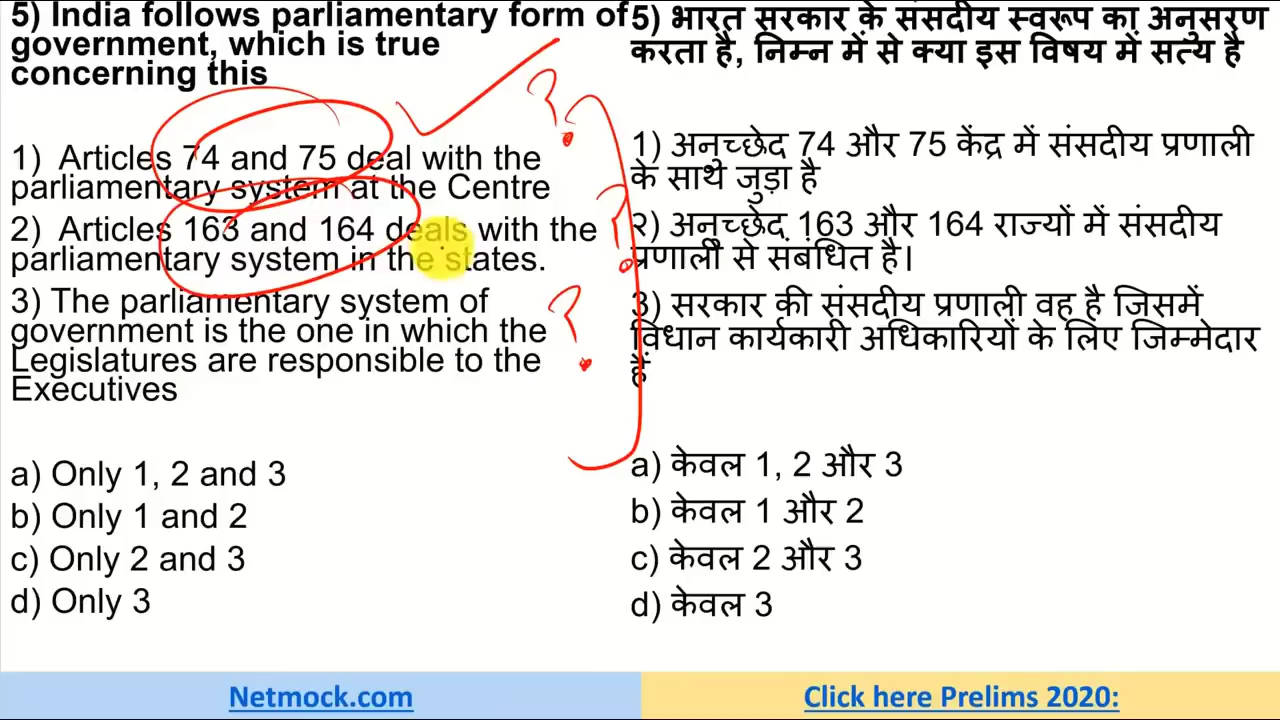 5) India follows parliamentary form of
government, which is true
concerning this
1) Articles 74 and 75 deal with the
parliamentary system at the Centre
2) Articles 163 and 164 deals with the
parliamentary system in the states.
3) The parliamentary system of
government is the one in which the
Legislatures are responsible to the
Executives
a) Only 1, 2 and 3
b) Only 1 and 2
c) Only 2 and 3
d) Only 3
5) भारत सरकार के संसदीय स्वरूप का अनुसरण
करता है, निम्न में से क्या इस विषय में सत्य है
1) अनुच्छेद 74 और 75 केंद्र में संसदीय प्रणाली
के साथ जुड़ा है
२) अनुच्छेद 163 और 164 राज्यों में संसदीय
प्रणाली से संबंधित है।
3) सरकार की संसदीय प्रणाली वह है जिसमें
विधान कार्यकारी अधिकारियों के लिए जिम्मेदार
हैं
a) केवल 1, 2 और 3
b) केवल 1 और 2
c) केवल 2 और 3
d) केवल 3
? 
?
?
Netmock.com
Click here Prelims 2020: